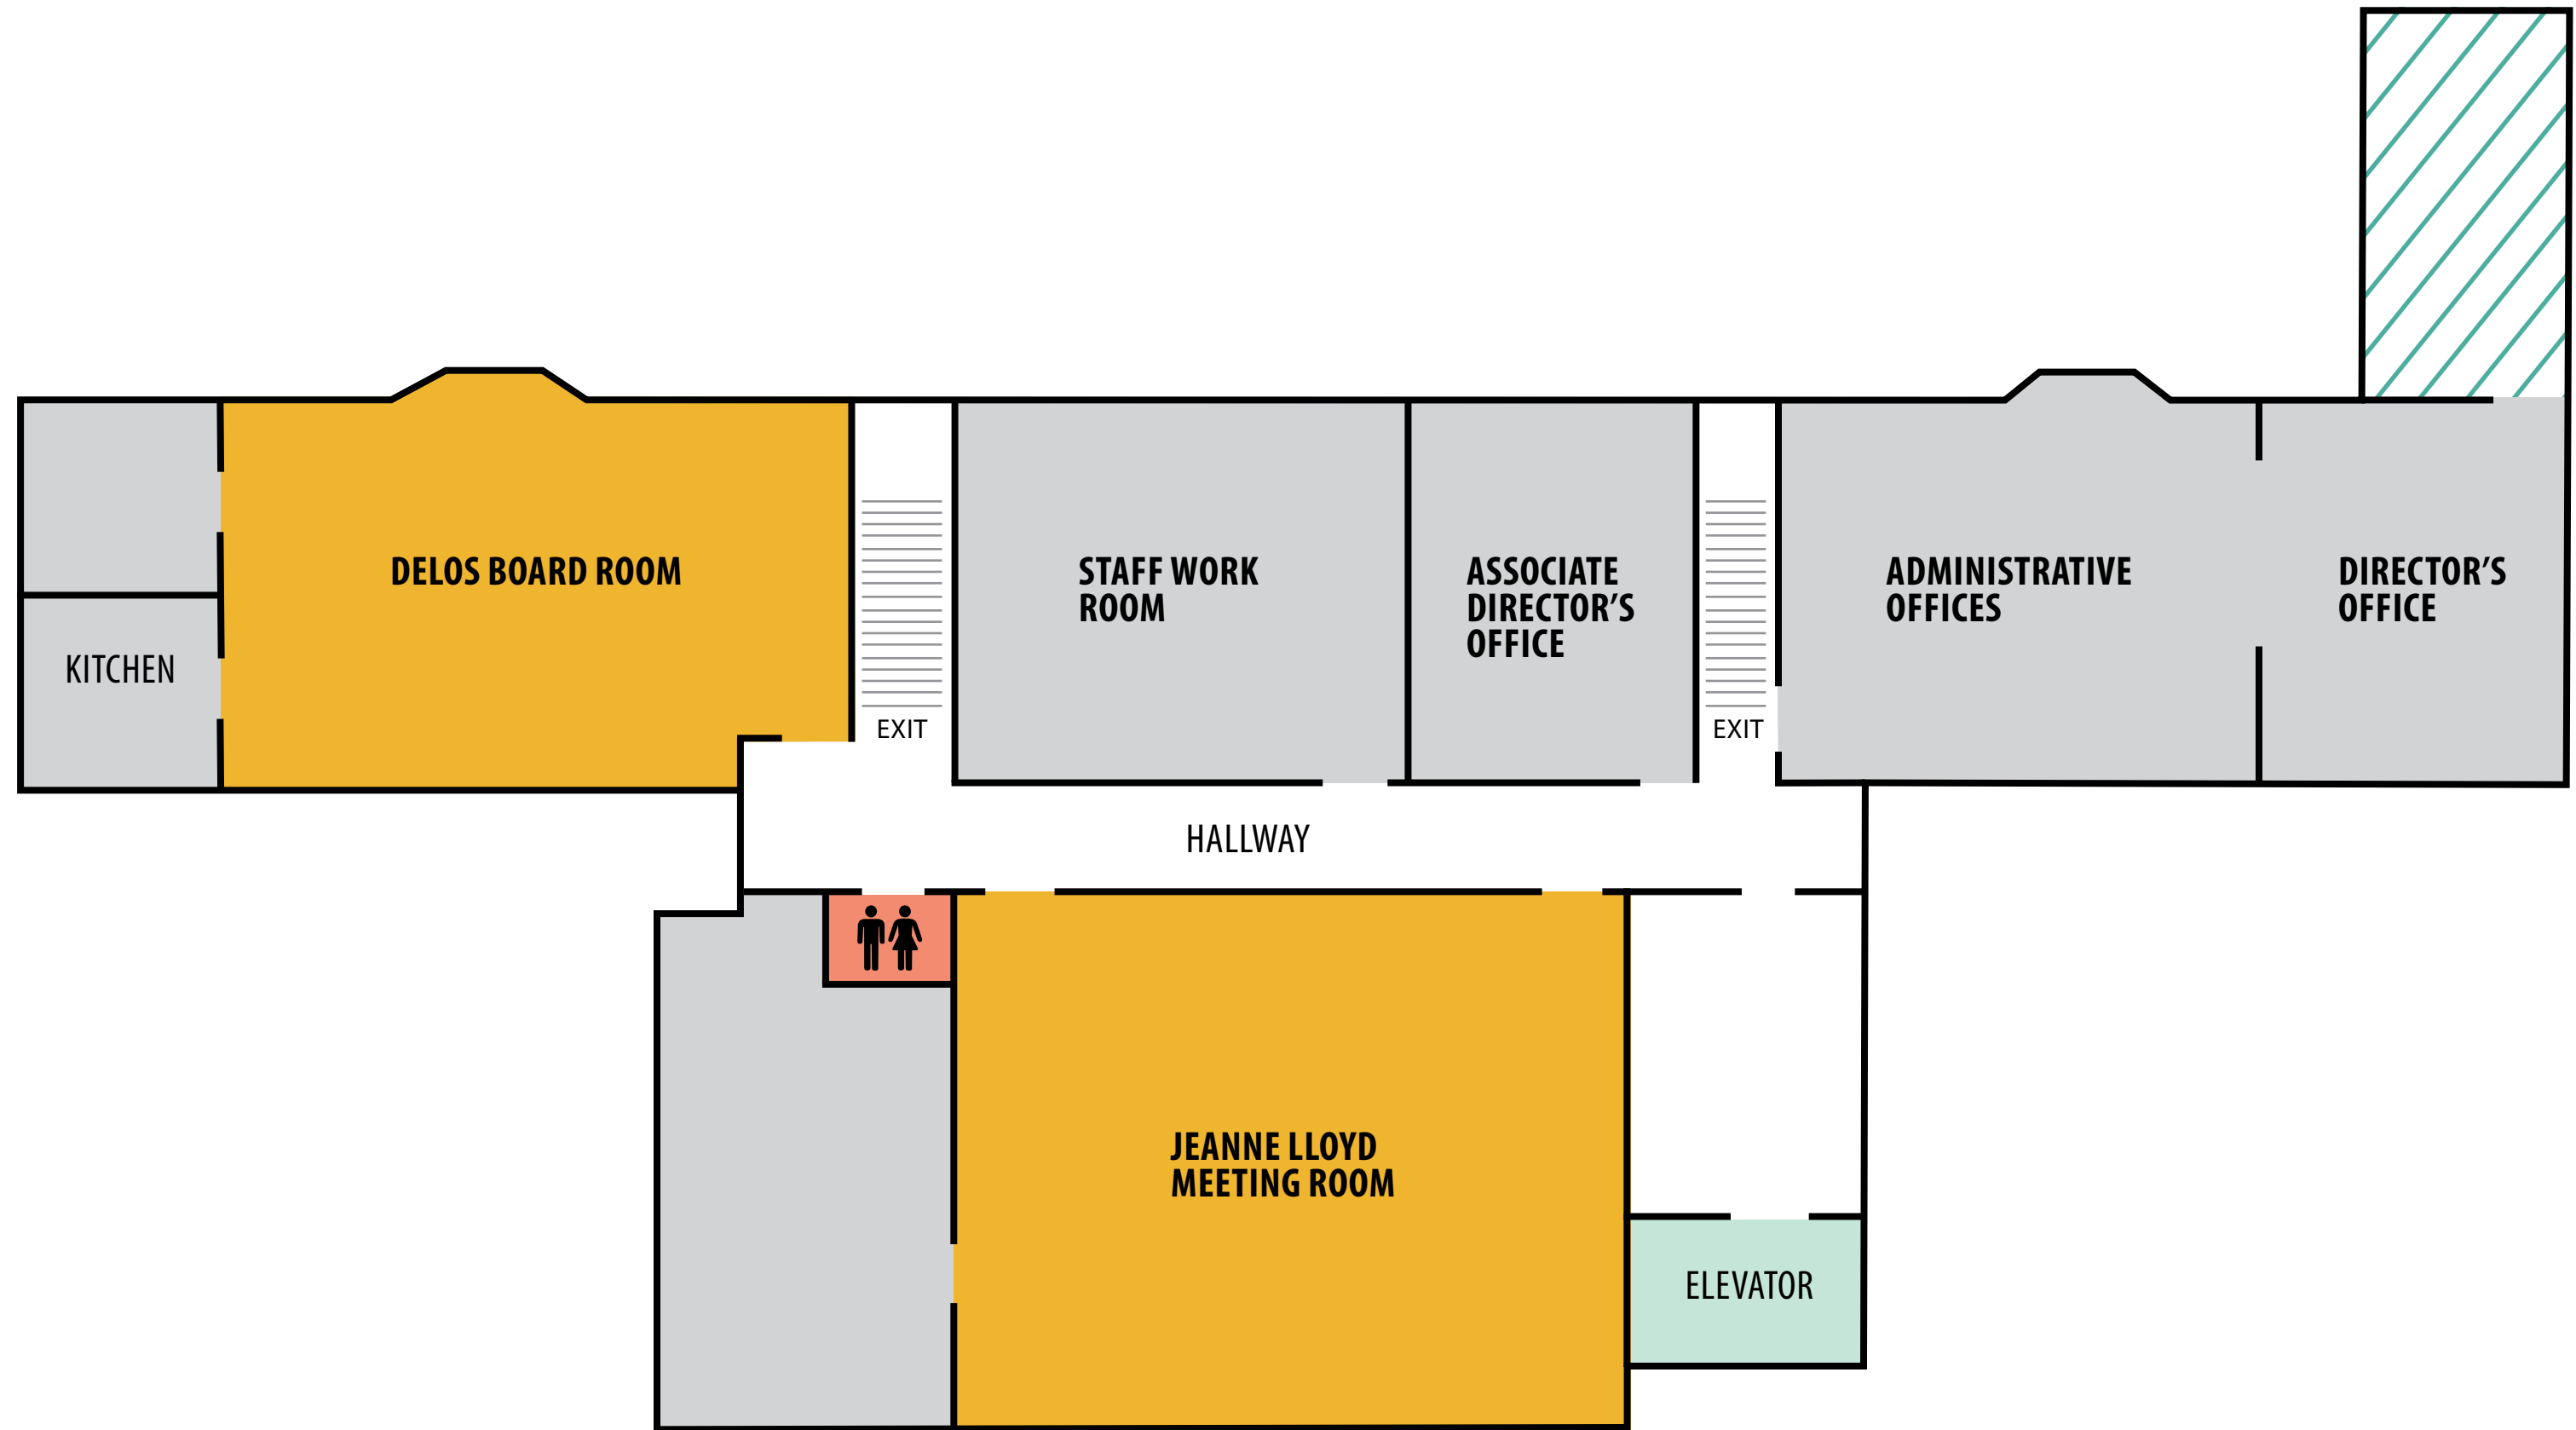 DELOS BOARD ROOM
KITCHEN
EXIT
STAFF WORK
ROOM
ASSOCIATE
DIRECTOR’S
OFFICE
EXIT
ADMINISTRATIVE
OFFICES
DIRECTOR’S
OFFICE
HALLWAY
JEANNE LLOYD
MEETING ROOM
ELEVATOR